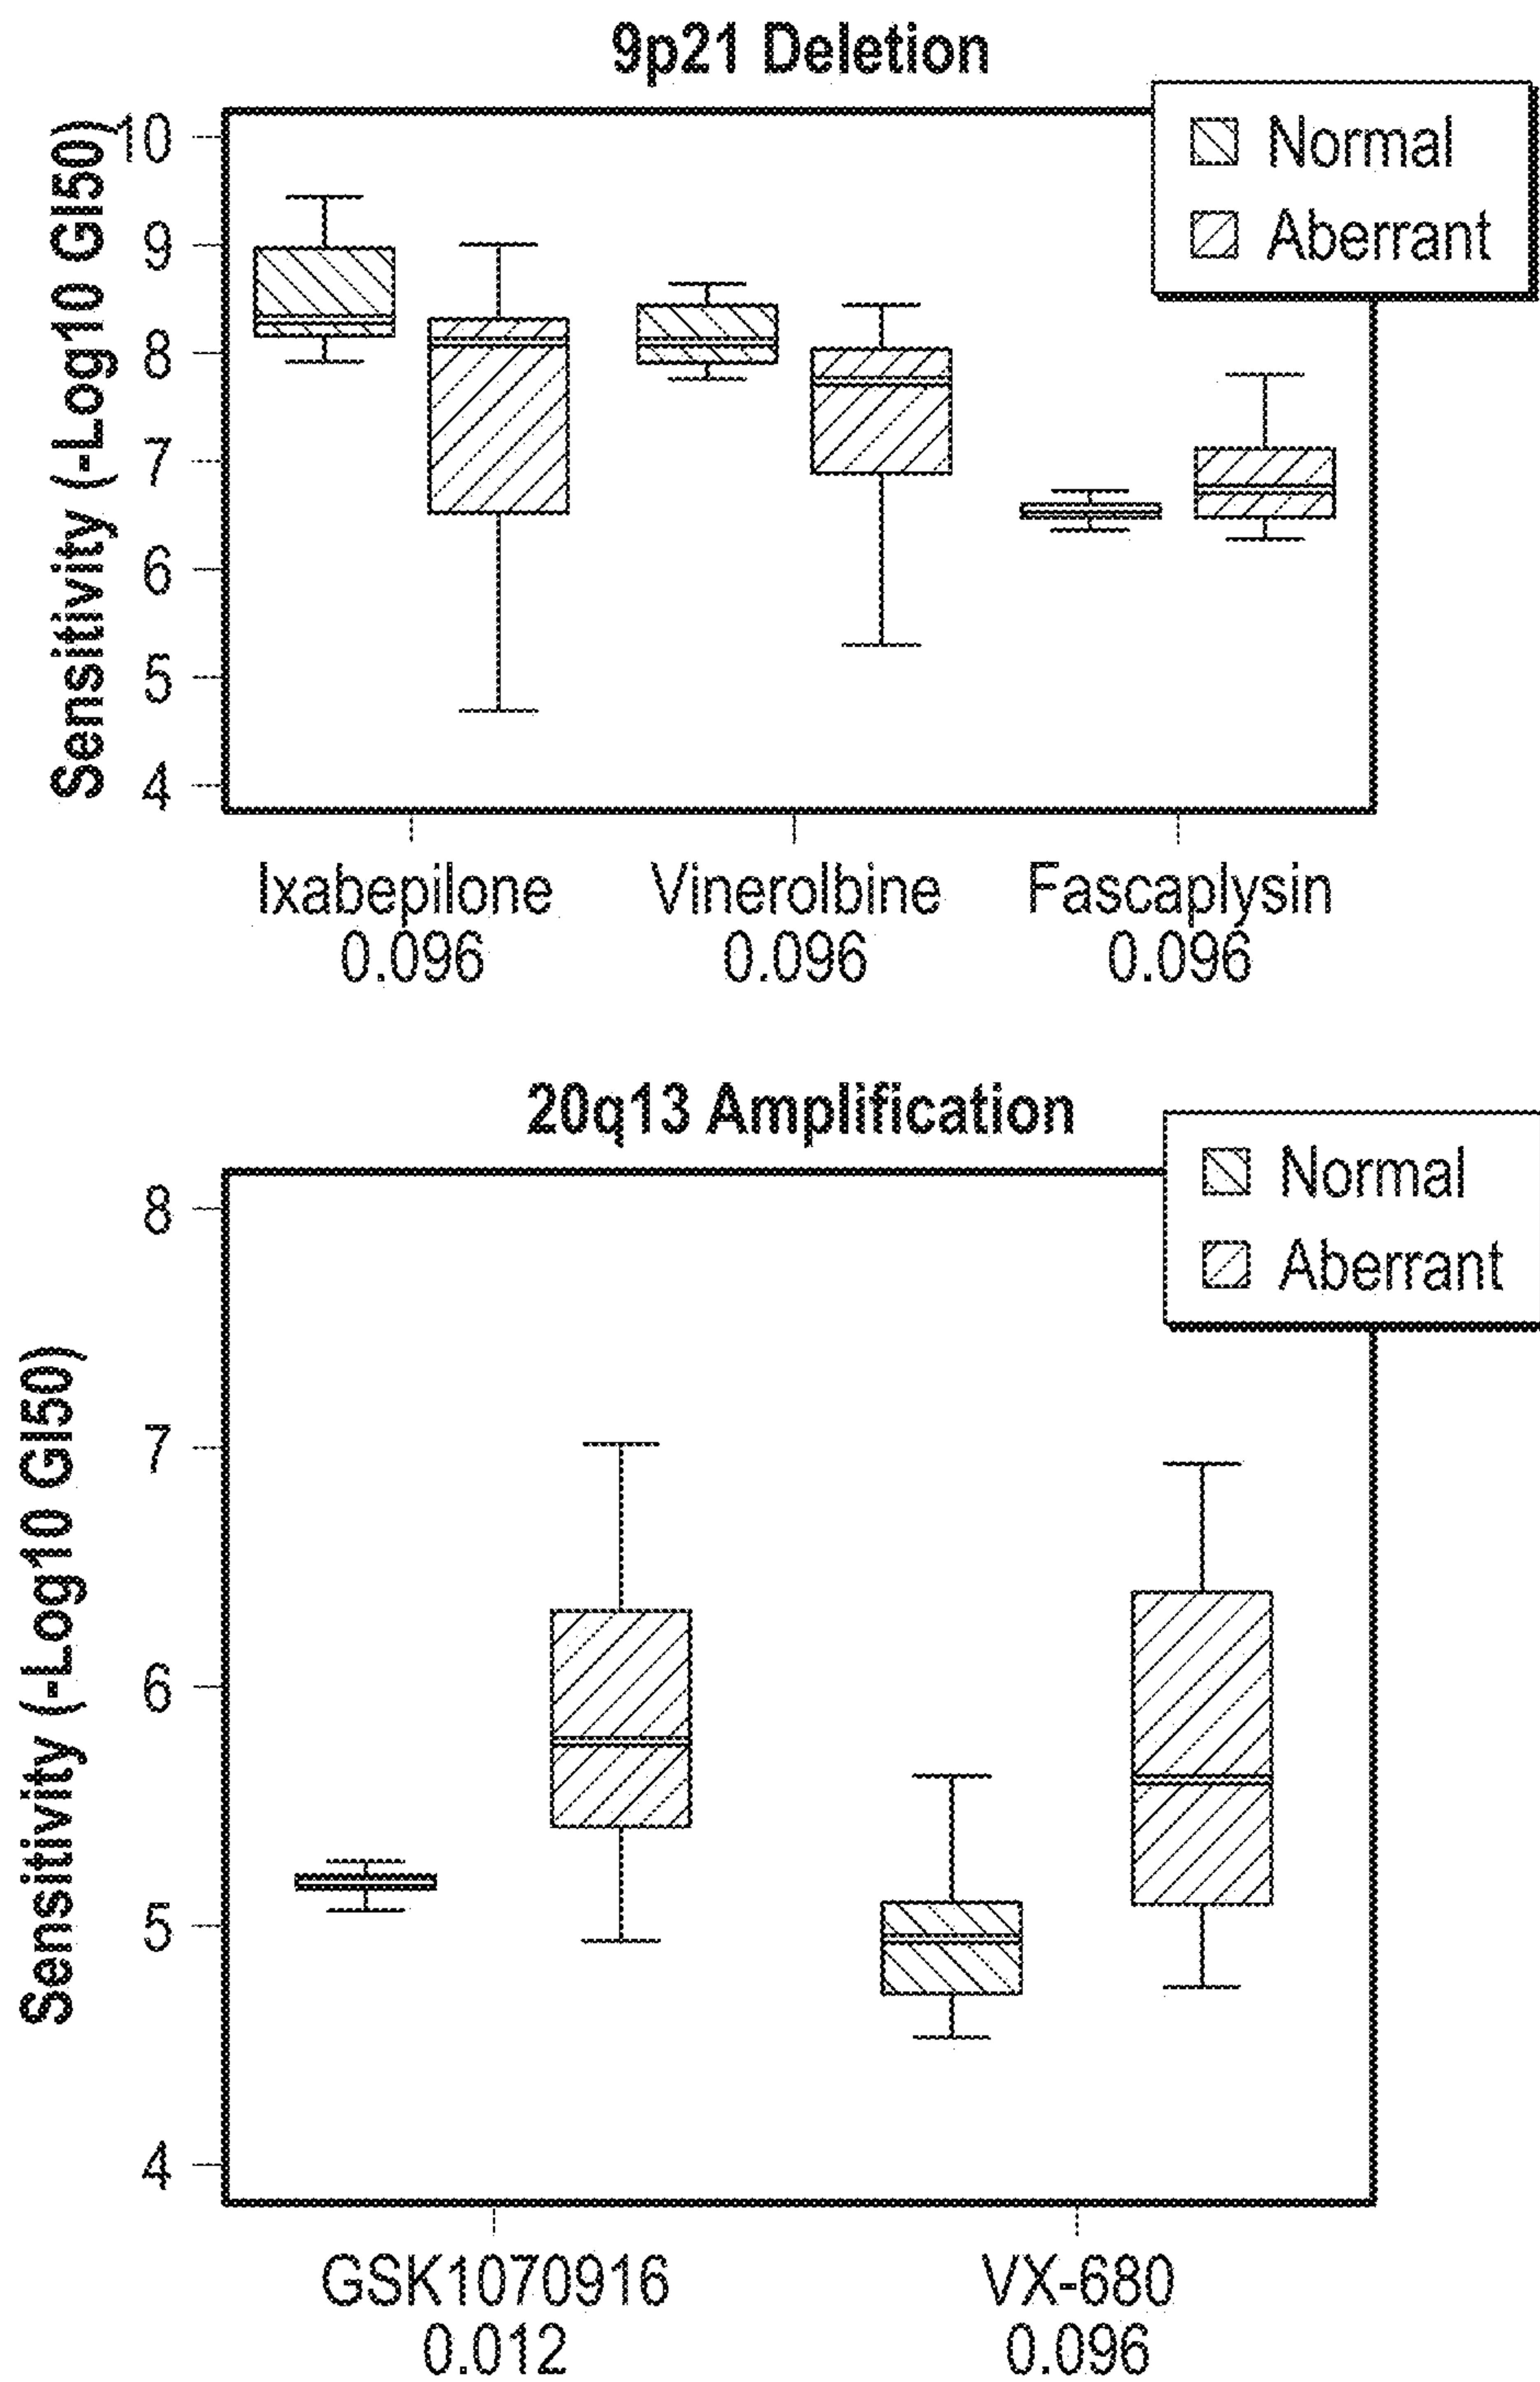 9p21 Deletion
Sensitivity (-Log10 GI50)
10
9
8
7
6
5
4
Normal
Aberrant
Ixabepilone Vinerolbine Fascaplysin
0.096 0.096 0.096
20q13 Amplification
Sensitivity (-Log10 GI50)
8
7
6
5
4
Normal
Aberrant
GSK1070916 VX-680
0.012 0.096